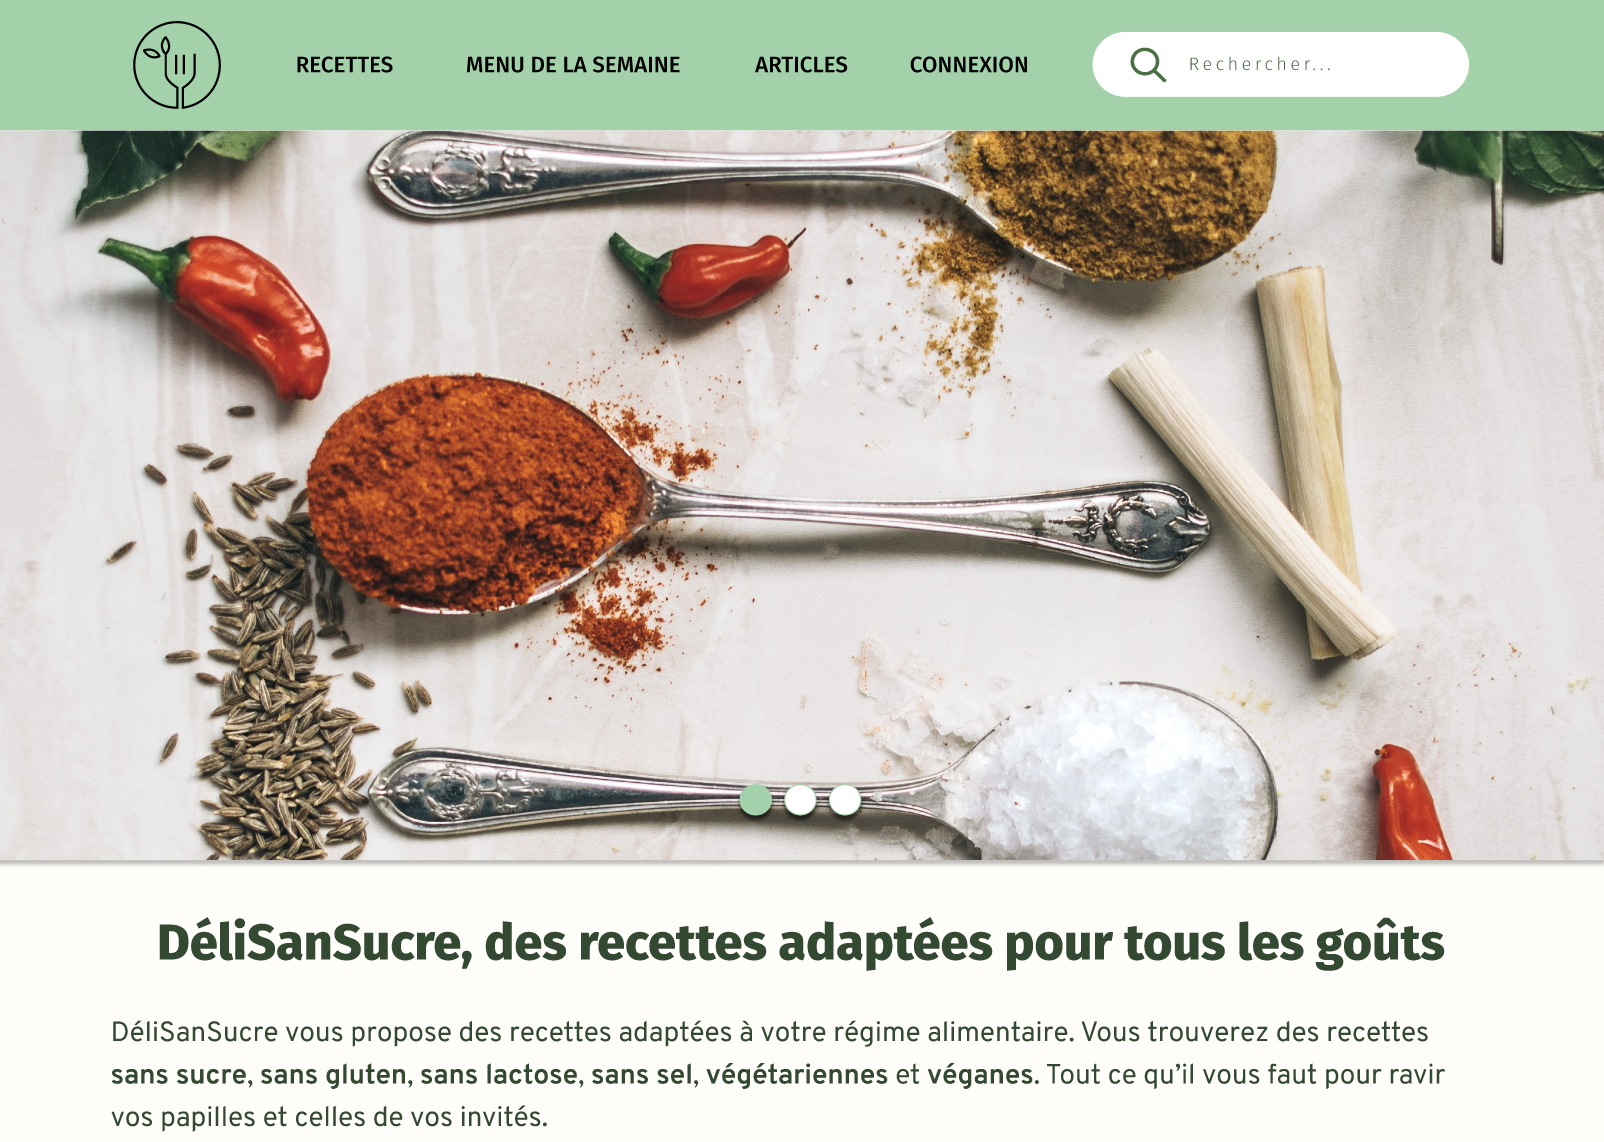 RECETTES
MENU DE LA SEMAINE
ARTICLES
CONNEXION
Rechercher...
DéliSanSucre, des recettes adaptées pour tous les goûts
DéliSanSucre vous propose des recettes adaptées à votre régime alimentaire. Vous trouverez des recettes
sans sucre, sans gluten, sans lactose, sans sel, végétariennes et véganes. Tout ce qu’il vous faut pour ravir
vos papilles et celles de vos invités.